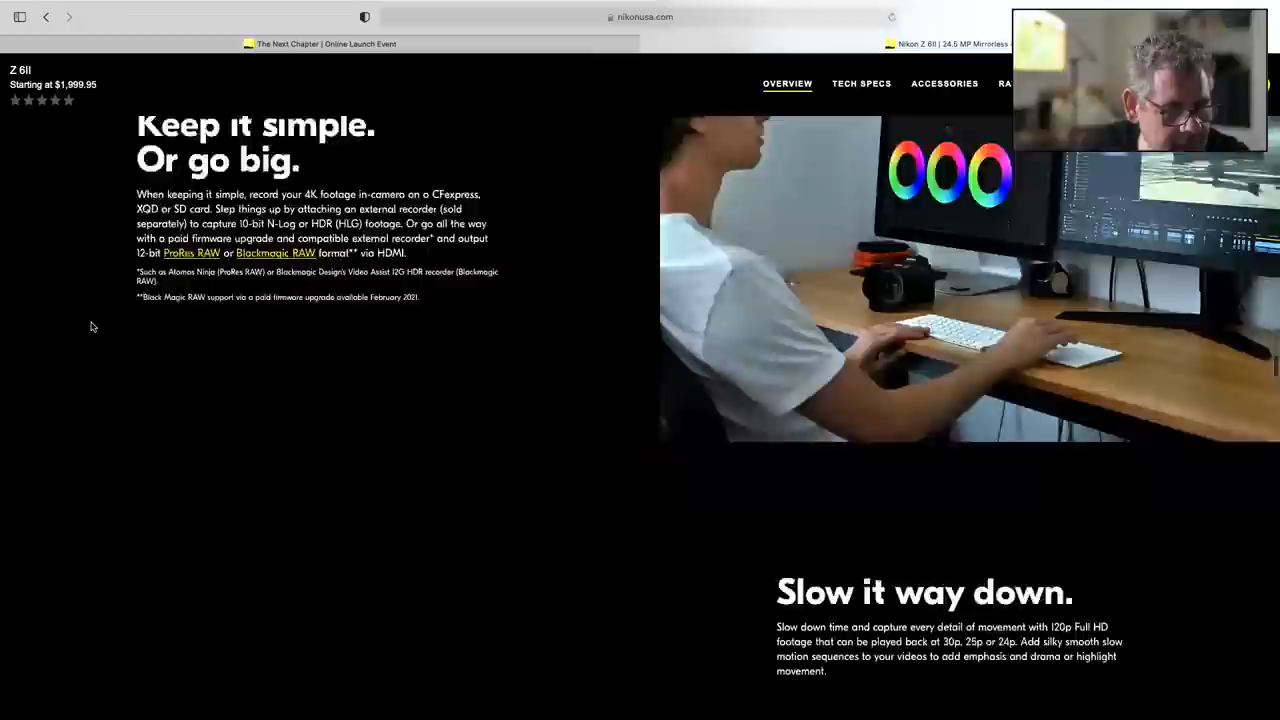 nikonusa.com
The Next Chapter | Online Launch Event
Nikon Z 6II | 24.5 MP Mirrorless
Z 6II
Starting at $1,999.95
OVERVIEW
TECH SPECS
ACCESSORIES
RA
Keep it simple.
Or go big.
When keeping it simple, record your 4K footage in-camera on a CFexpress,
XQD or SD card. Step things up by attaching an external recorder (sold
separately) to capture 10-bit N-Log or HDR (HLG) footage. Or go all the way
with a paid firmware upgrade and compatible external recorder* and output
12-bit ProRes RAW or Blackmagic RAW format** via HDMI.
*Such as Atomos Ninja (ProRes RAW) or Blackmagic Design's Video Assist 12G HDR recorder (Blackmagic
RAW).
**Black Magic RAW support via a paid firmware upgrade available February 2021.
Slow it way down.
Slow down time and capture every detail of movement with 120p Full HD
footage that can be played back at 30p, 25p or 24p. Add silky smooth slow
motion sequences to your videos to add emphasis and drama or highlight
movement.